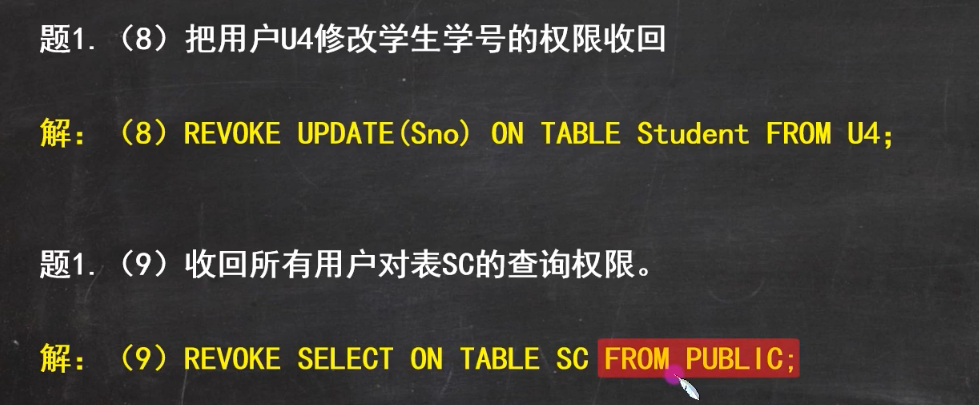 题1.（8）把用户U4修改学生学号的权限收回
解：（8）REVOKE UPDATE(Sno) ON TABLE Student FROM U4;
题1.（9）收回所有用户对表SC的查询权限。
解：（9）REVOKE SELECT ON TABLE SC FROM PUBLIC;